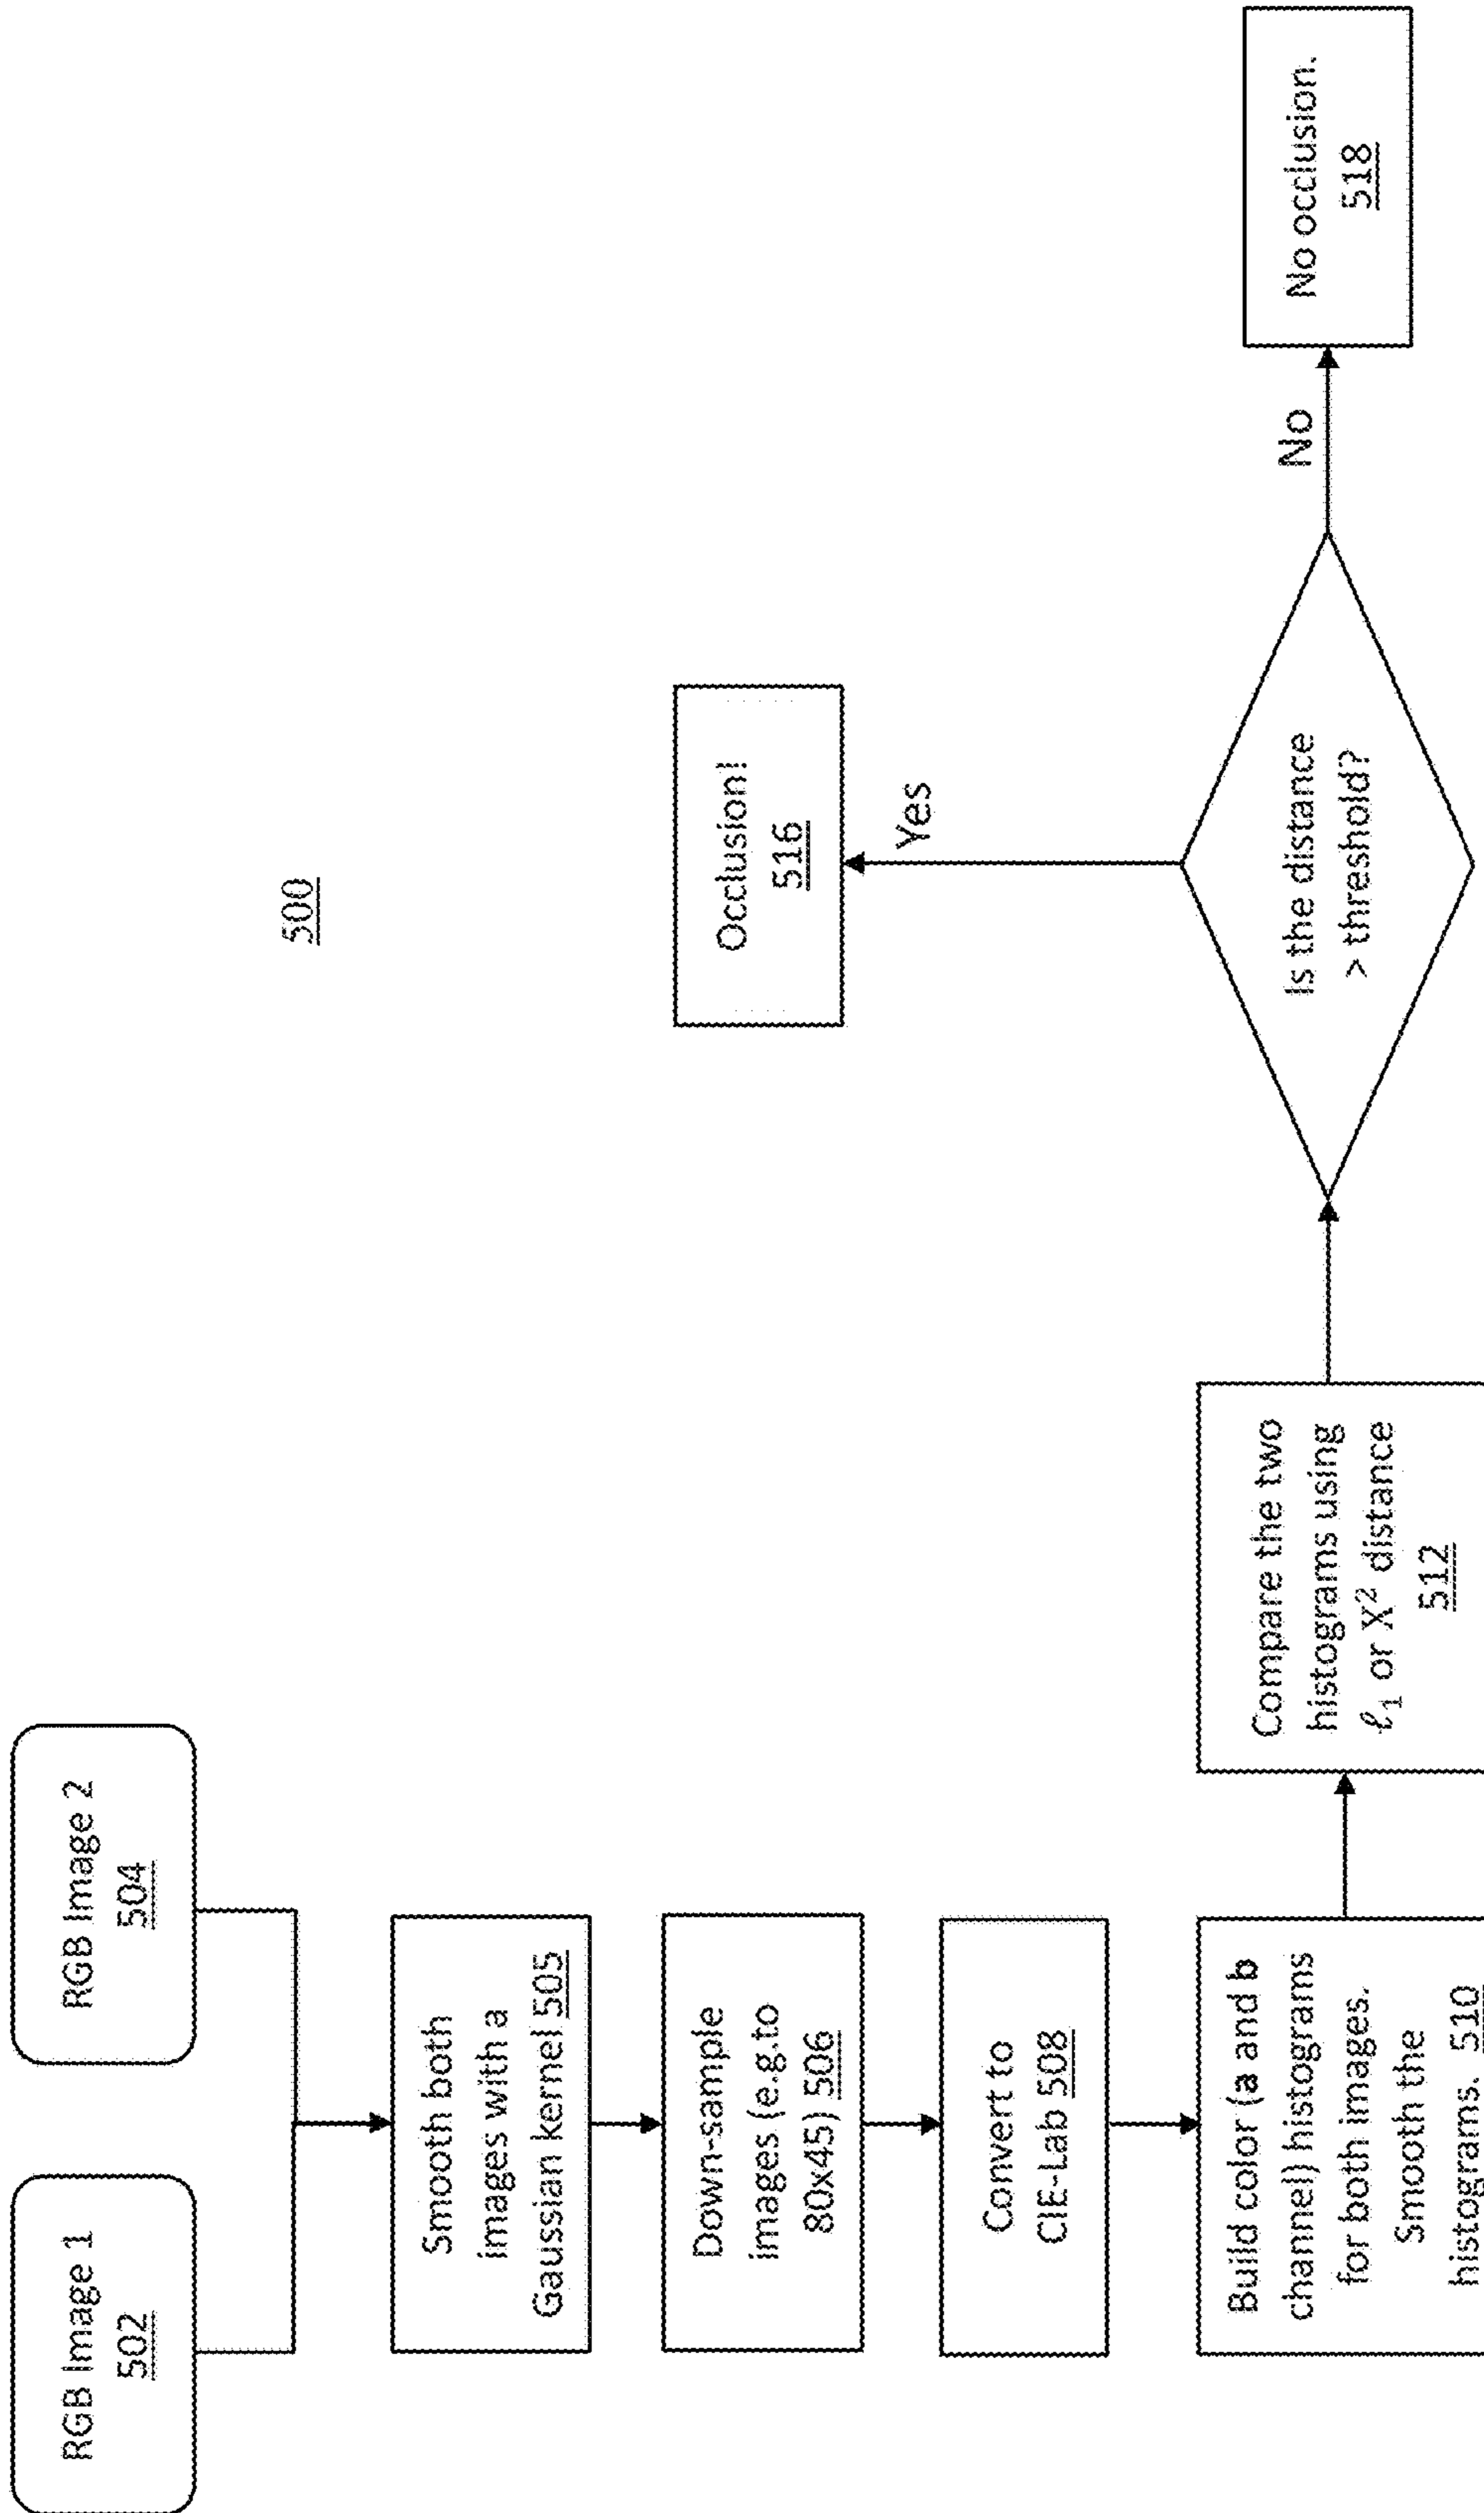 500
RGB Image 1
502
RGB Image 2
504
Smooth both
images with a
Gaussian kernel 505
Down-sample
images (e.g.to
80x45) 506
Convert to
CIE-Lab 508
Build color (a and b
channel) histograms
for both images.
Smooth the
histograms. 510
Compare the two
histograms using
ℓ₁ or X² distance
512
Is the distance
> threshold?
Yes
Occlusion!
516
No
No occlusion.
518